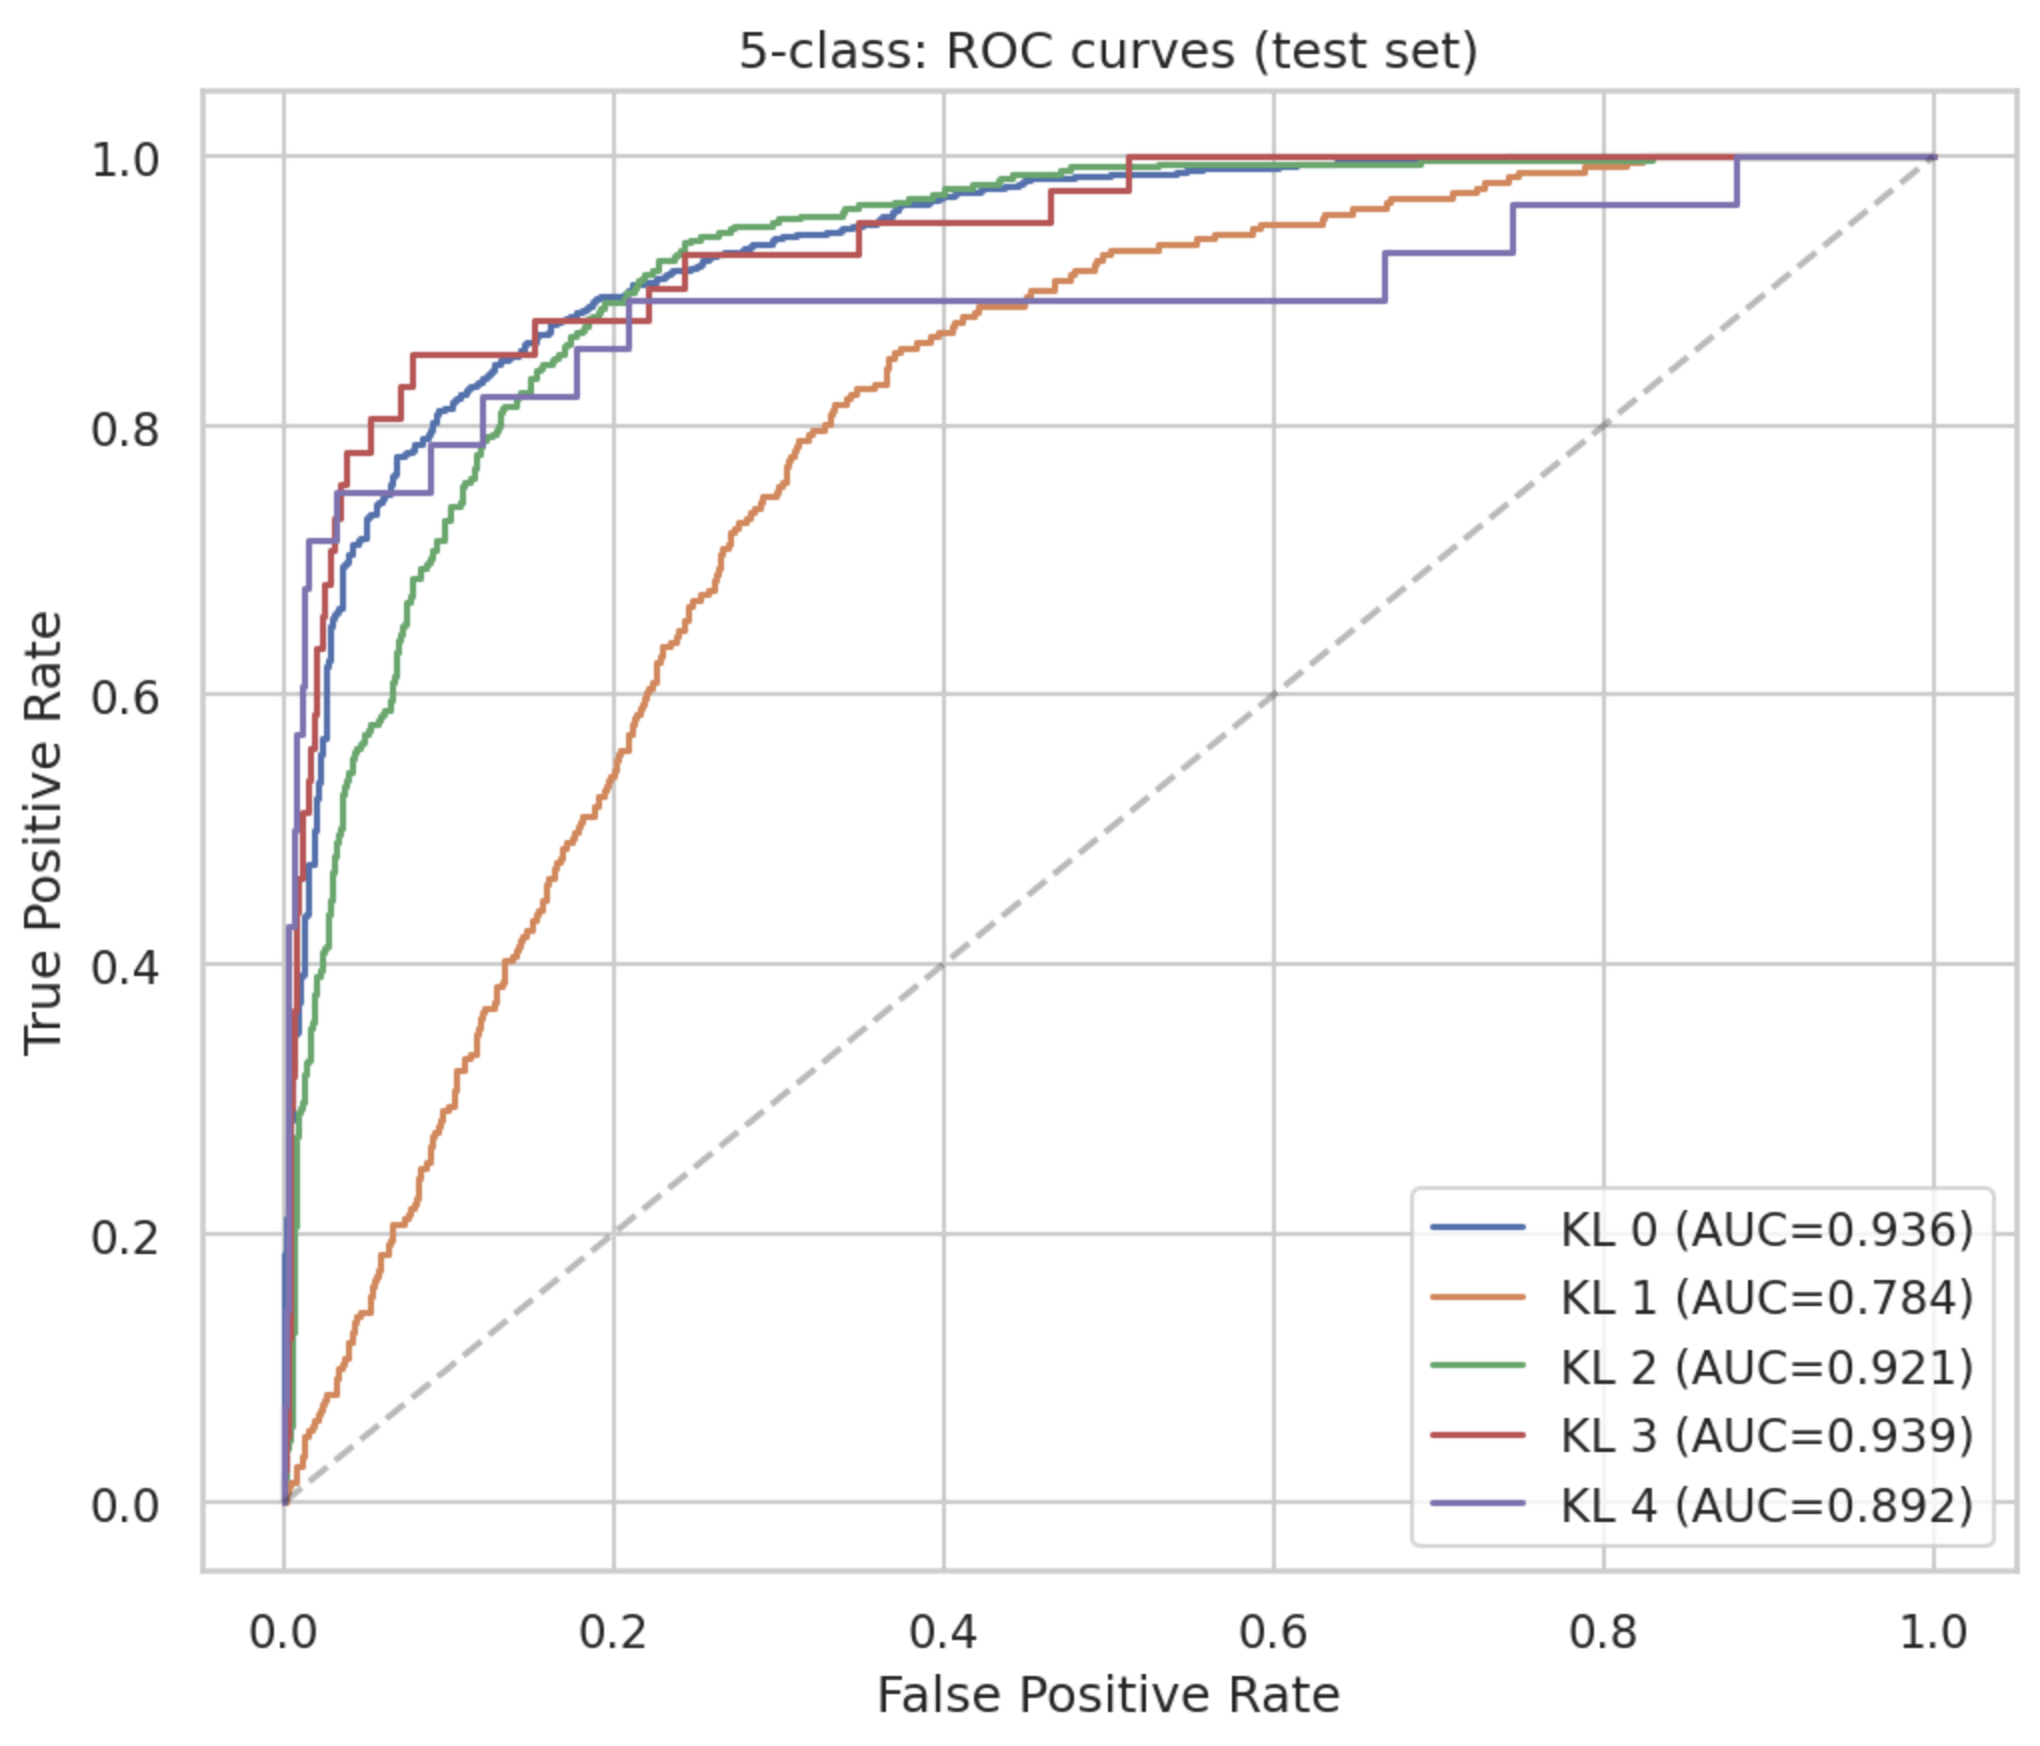 5-class: ROC curves (test set)
True Positive Rate
1.0
0.8
0.6
0.4
0.2
0.0
0.0 0.2 0.4 0.6 0.8 1.0
False Positive Rate
KL 0 (AUC=0.936)
KL 1 (AUC=0.784)
KL 2 (AUC=0.921)
KL 3 (AUC=0.939)
KL 4 (AUC=0.892)